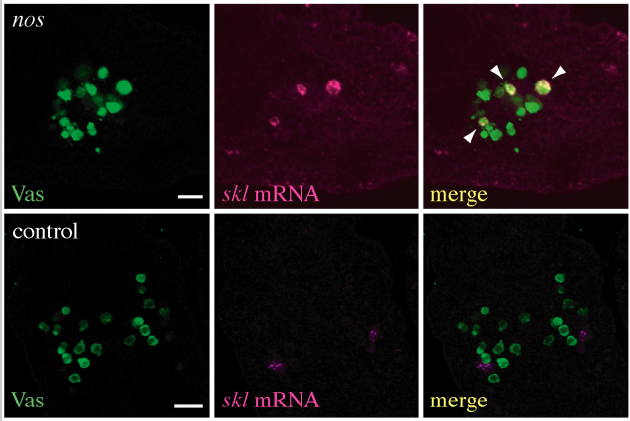 nos
Vas
skl mRNA
merge
control
Vas
skl mRNA
merge